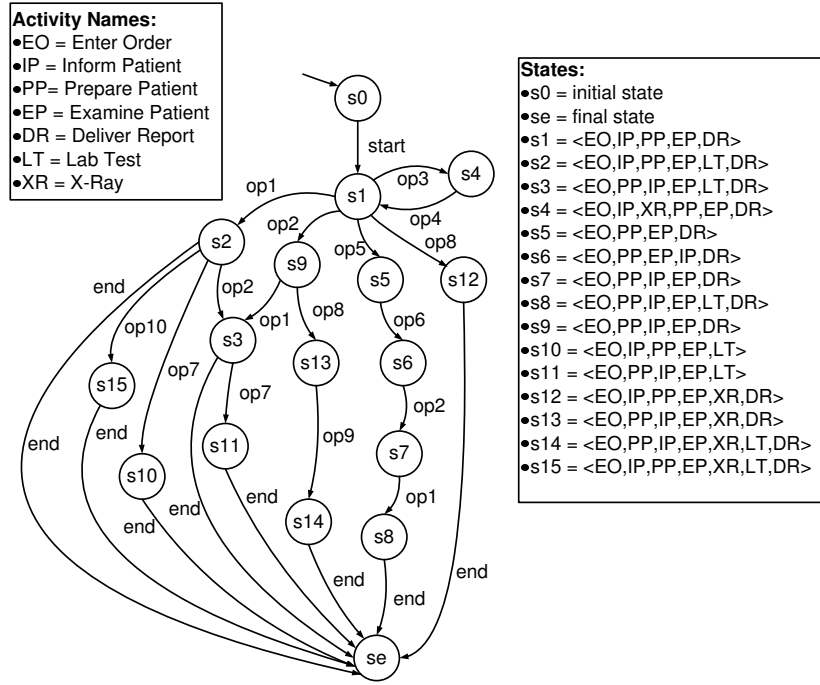 Activity Names:
●EO = Enter Order
●IP = Inform Patient
●PP= Prepare Patient
●EP = Examine Patient
●DR = Deliver Report
●LT = Lab Test
●XR = X-Ray
States:
●s0 = initial state
●se = final state
●s1 = <EO,IP,PP,EP,DR>
●s2 = <EO,IP,PP,EP,LT,DR>
●s3 = <EO,PP,IP,EP,LT,DR>
●s4 = <EO,IP,XR,PP,EP,DR>
●s5 = <EO,PP,EP,DR>
●s6 = <EO,PP,EP,IP,DR>
●s7 = <EO,PP,IP,EP,DR>
●s8 = <EO,PP,IP,EP,LT,DR>
●s9 = <EO,PP,IP,EP,DR>
●s10 = <EO,IP,PP,EP,LT>
●s11 = <EO,PP,IP,EP,LT>
●s12 = <EO,IP,PP,EP,XR,DR>
●s13 = <EO,PP,IP,EP,XR,DR>
●s14 = <EO,PP,IP,EP,XR,LT,DR>
●s15 = <EO,IP,PP,EP,XR,LT,DR>
s0
start
s4
op3
op1
s1
op4
op2
s2
op5
op8
s9
s5
s12
end
op2
op1
op8
op10
op6
s3
s13
s6
s15
op7
op7
op2
end
end
s11
op9
s7
s10
end
op1
end
end
s14
s8
end
end
end
se